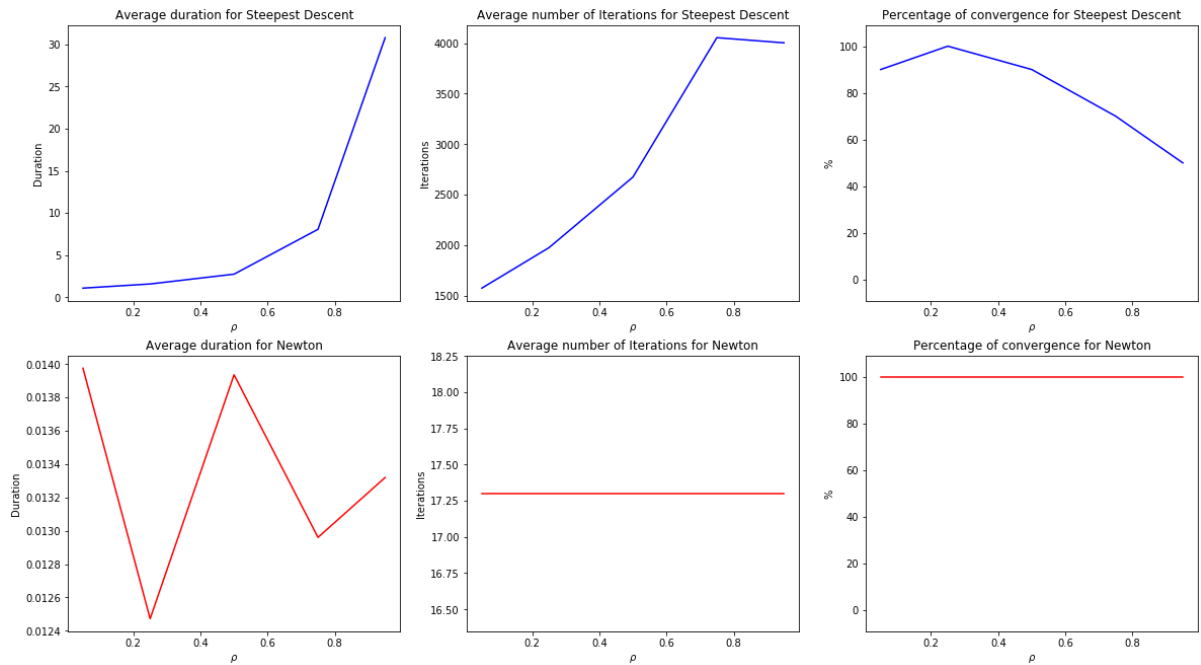 Average duration for Steepest Descent
30
25
20
15
10
5
0
Duration
0.2 0.4 0.6 0.8
ρ
Average number of Iterations for Steepest Descent
4000
3500
3000
2500
2000
1500
Iterations
0.2 0.4 0.6 0.8
ρ
Percentage of convergence for Steepest Descent
100
80
60
40
20
0
%
0.2 0.4 0.6 0.8
ρ
Average duration for Newton
0.0140
0.0138
0.0136
0.0134
0.0132
0.0130
0.0128
0.0126
0.0124
Duration
0.2 0.4 0.6 0.8
ρ
Average number of Iterations for Newton
18.25
18.00
17.75
17.50
17.25
17.00
16.75
16.50
Iterations
0.2 0.4 0.6 0.8
ρ
Percentage of convergence for Newton
100
80
60
40
20
0
%
0.2 0.4 0.6 0.8
ρ